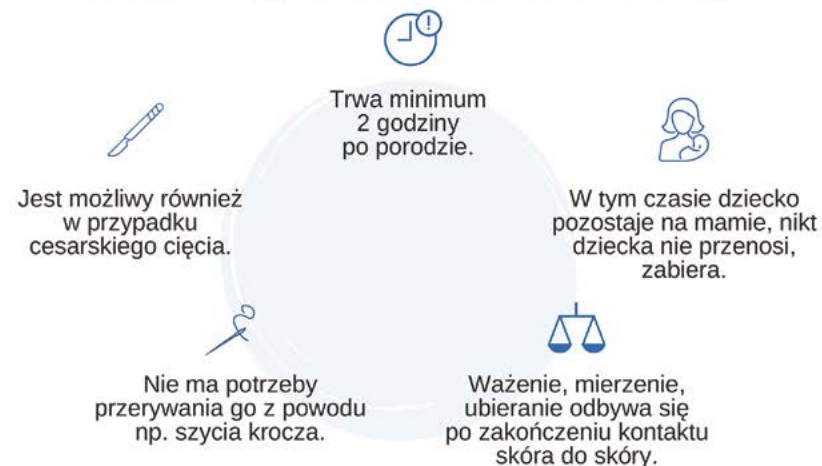 Trwa minimum
2 godziny
po porodzie.
Jest możliwy również
w przypadku
cesarskiego cięcia.
W tym czasie dziecko
pozostaje na mamie, nikt
dziecka nie przenosi,
zabiera.
Nie ma potrzeby
przerywania go z powodu
np. szycia krocza.
Ważenie, mierzenie,
ubieranie odbywa się
po zakończeniu kontaktu
skóra do skóry.